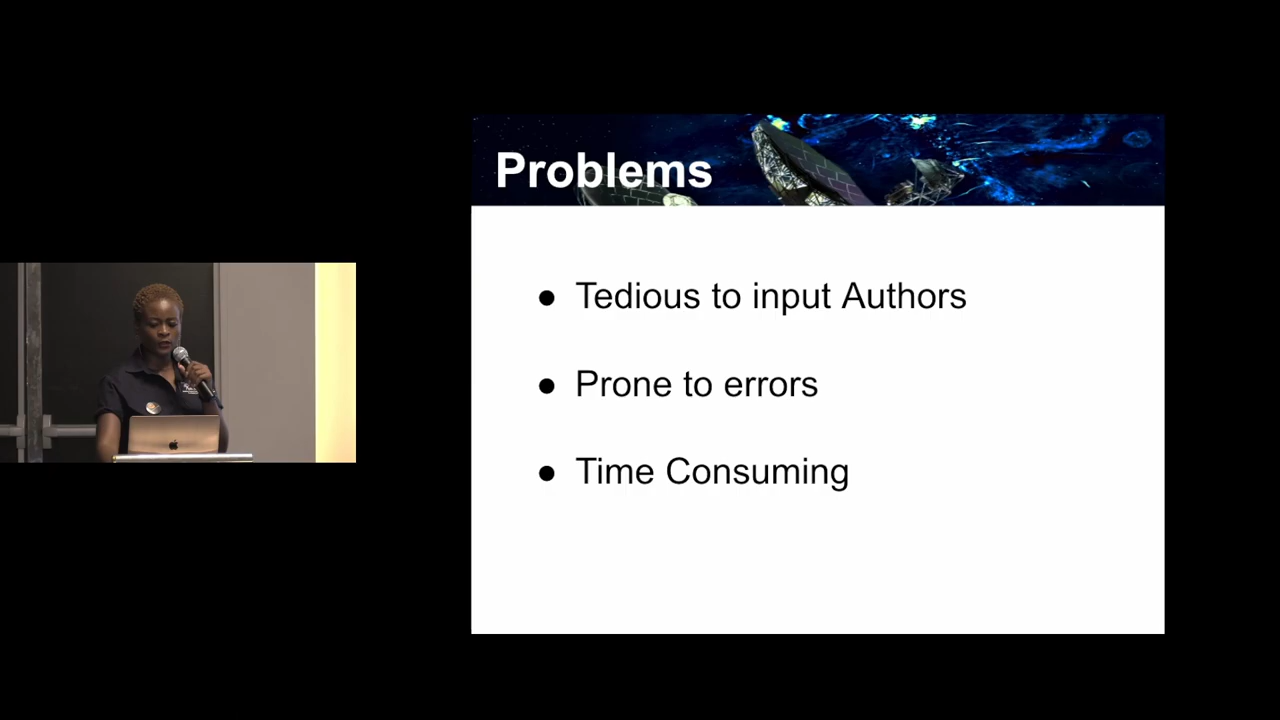 Problems
● Tedious to input Authors
● Prone to errors
● Time Consuming